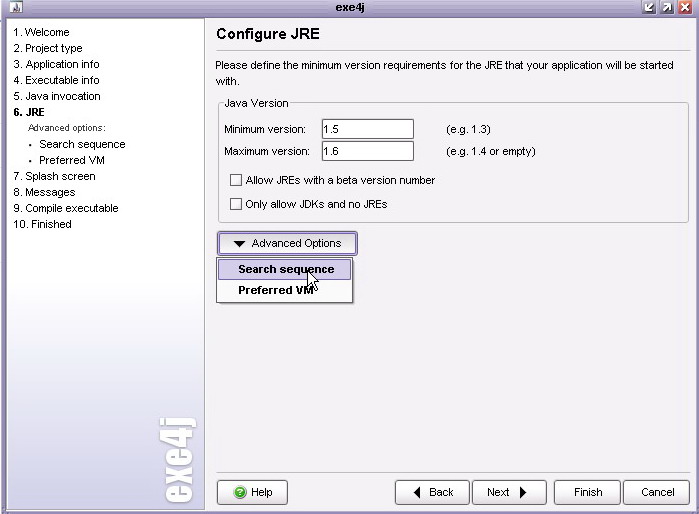 exe4j
1. Welcome
2. Project type
3. Application info
4. Executable info
5. Java invocation
6. JRE
Advanced options:
• Search sequence
• Preferred VM
7. Splash screen
8. Messages
9. Compile executable
10. Finished
exe4j
Configure JRE
Please define the minimum version requirements for the JRE that your application will be started
with.
Java Version
Minimum version: 1.5 (e.g. 1.3)
Maximum version: 1.6 (e.g. 1.4 or empty)
Allow JREs with a beta version number
Only allow JDKs and no JREs
Advanced Options
Search sequence
Preferred VM
Help
Back
Next
Finish
Cancel